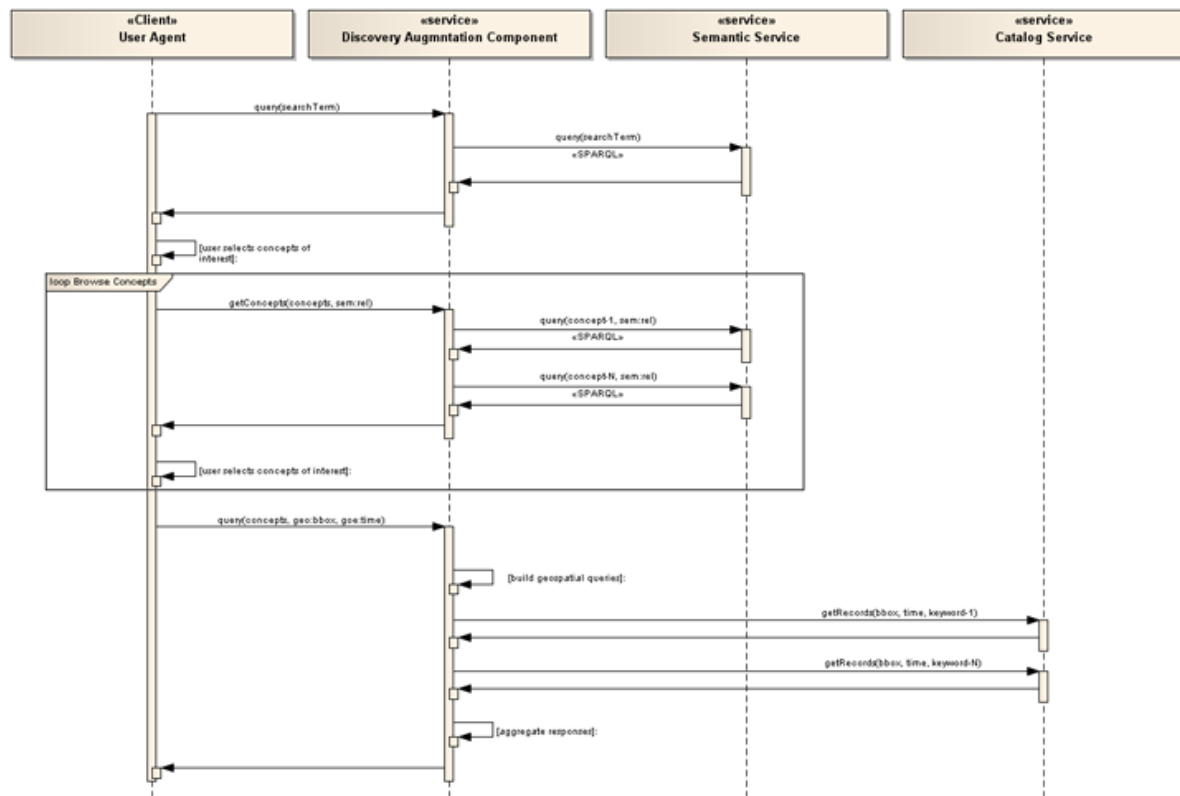 «Client»
User Agent
«service»
Discovery Augmntation Component
«service»
Semantic Service
«service»
Catalog Service
query(searchTerm)
query(searchTerm)
«SPARQL»
[user selects concepts of
interest]:
loop Browse Concepts
getConcepts(concepts, sem:rel)
query(concept-1, sem:rel)
«SPARQL»
query(concept-N, sem:rel)
«SPARQL»
[user selects concepts of interest]:
query(concepts, geo:bbox, goe:time)
[build geospatial queries]:
getRecords(bbox, time, keyword-1)
getRecords(bbox, time, keyword-N)
[aggregate responses]: